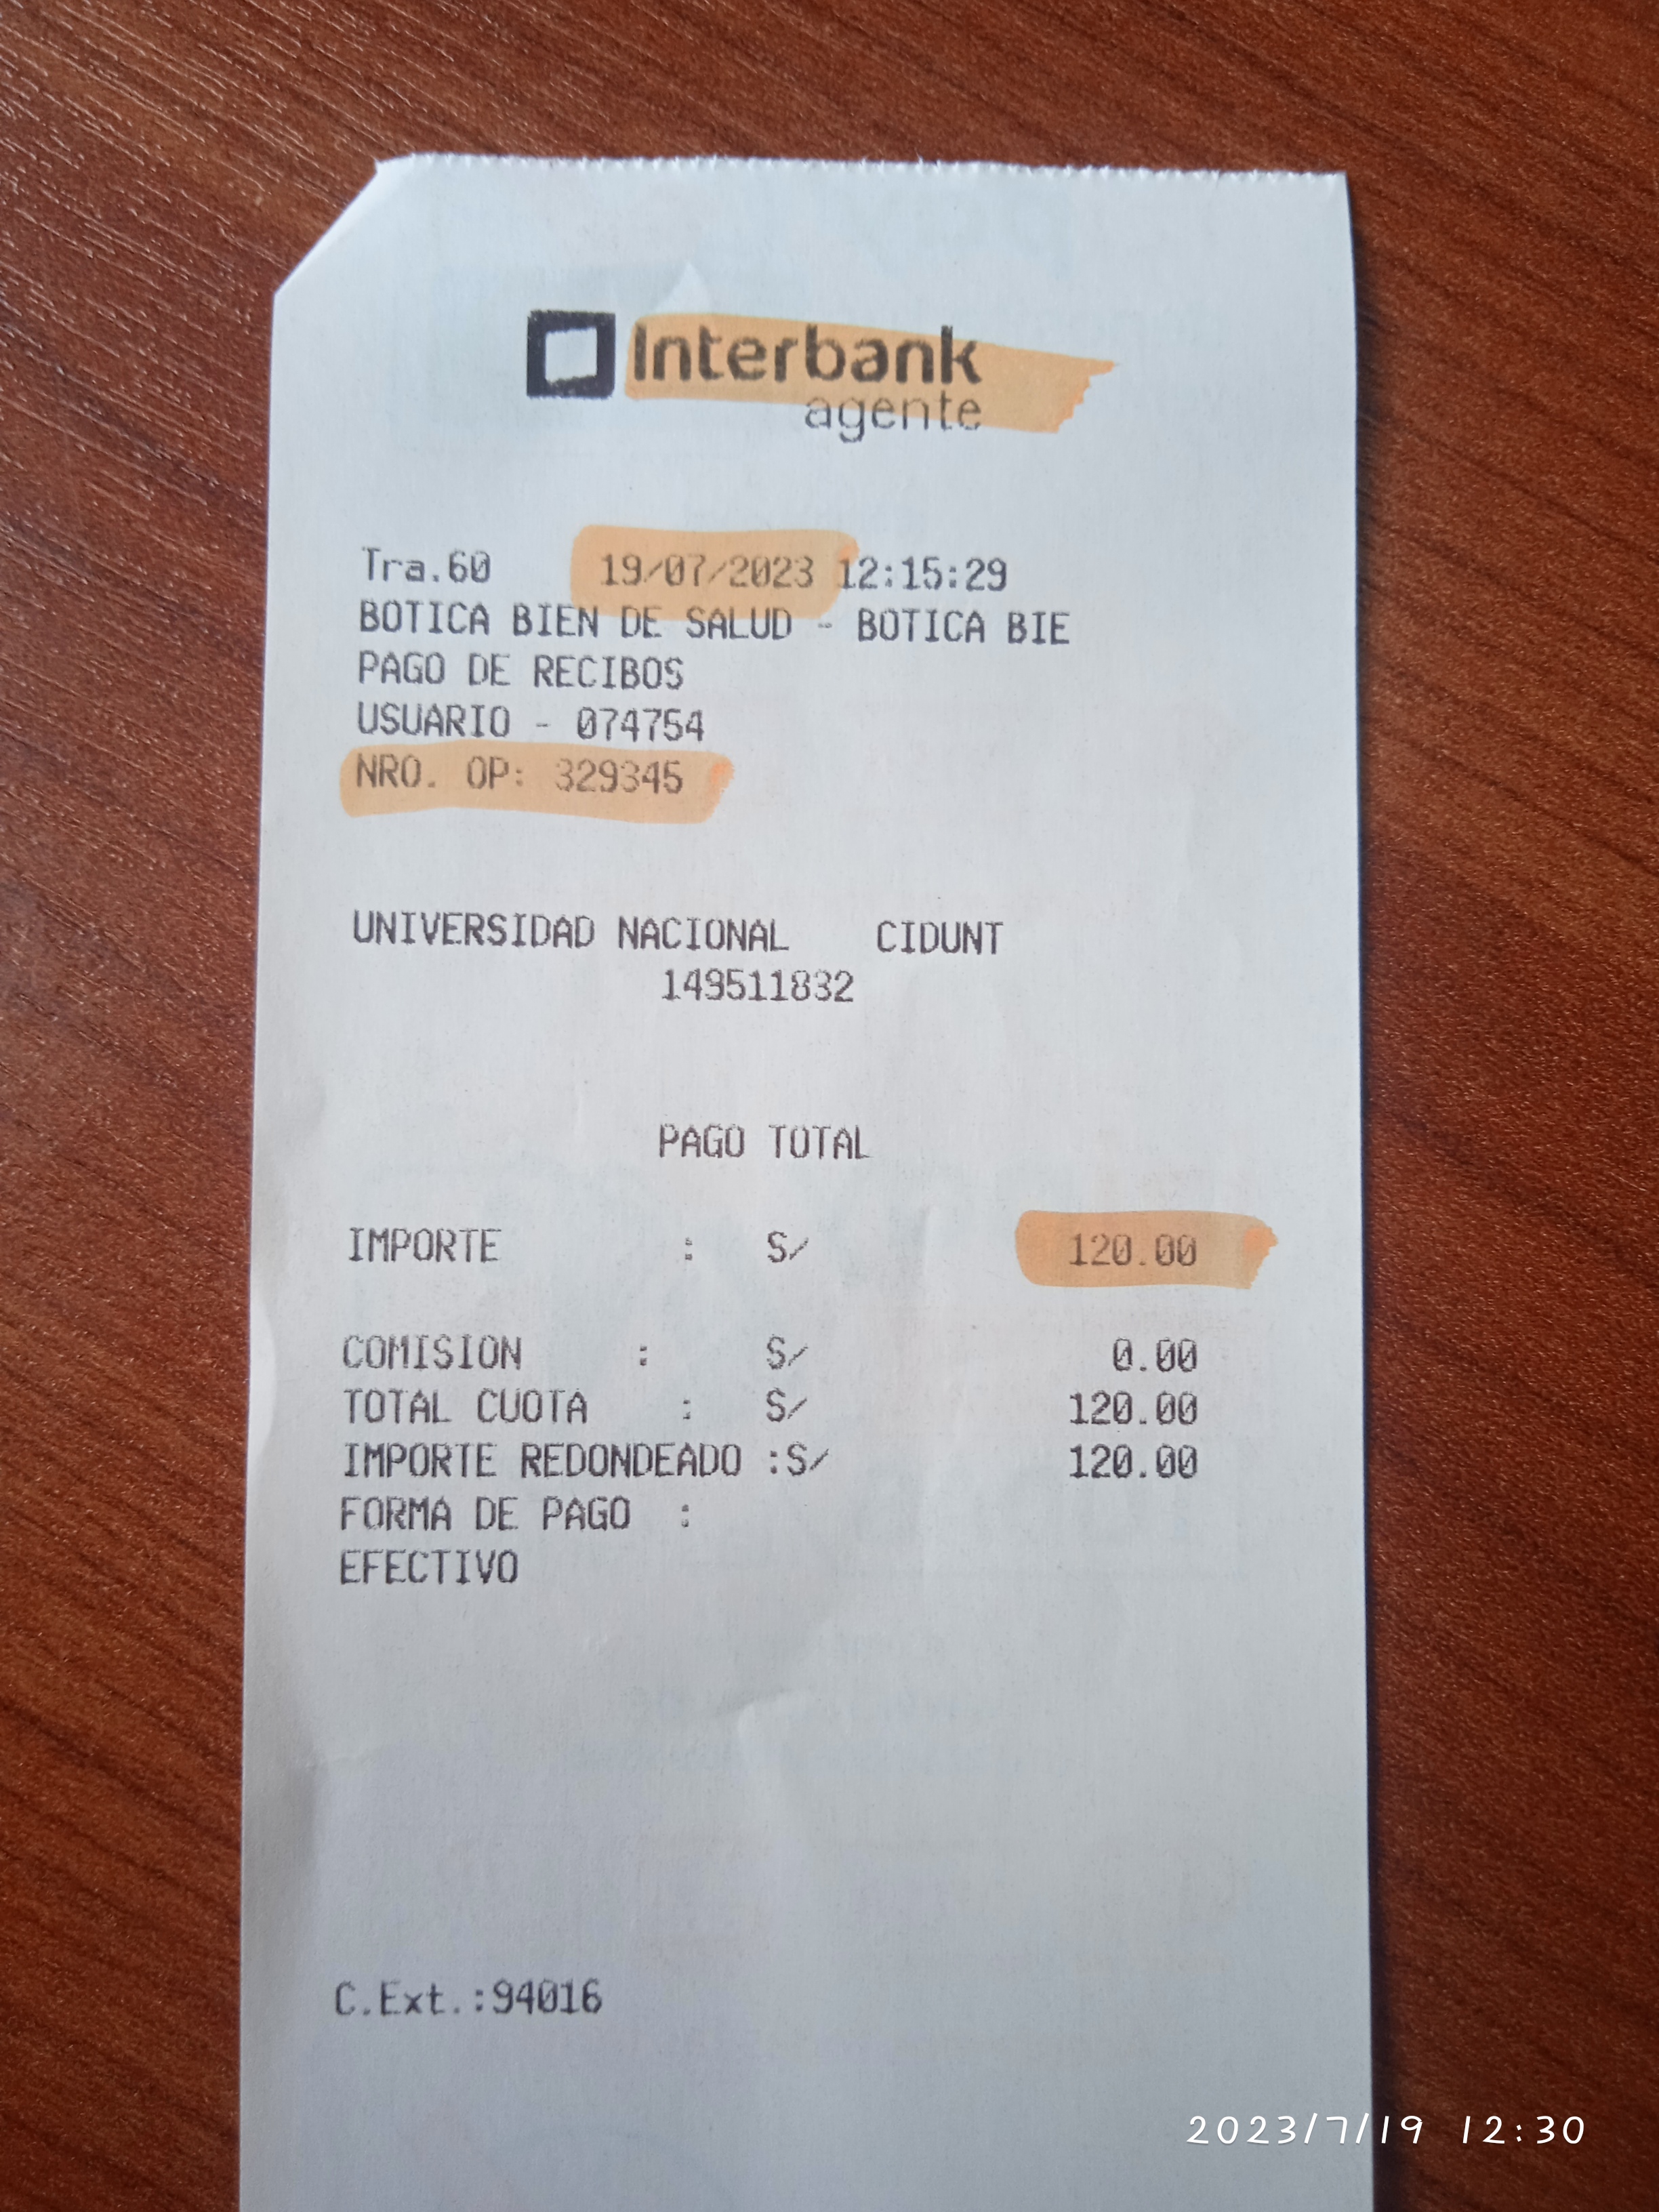 Interbank
agente
Tra.60 19/07/2023 12:15:29
BOTICA BIEN DE SALUD - BOTICA BIE
PAGO DE RECIBOS
USUARIO - 074754
NRO. OP: 329345
UNIVERSIDAD NACIONAL CIDUNT
149511832
PAGO TOTAL
IMPORTE : S/ 120.00
COMISION : S/ 0.00
TOTAL CUOTA : S/ 120.00
IMPORTE REDONDEADO :S/ 120.00
FORMA DE PAGO :
EFECTIVO
C.Ext.:94016
2023/7/19 12:30